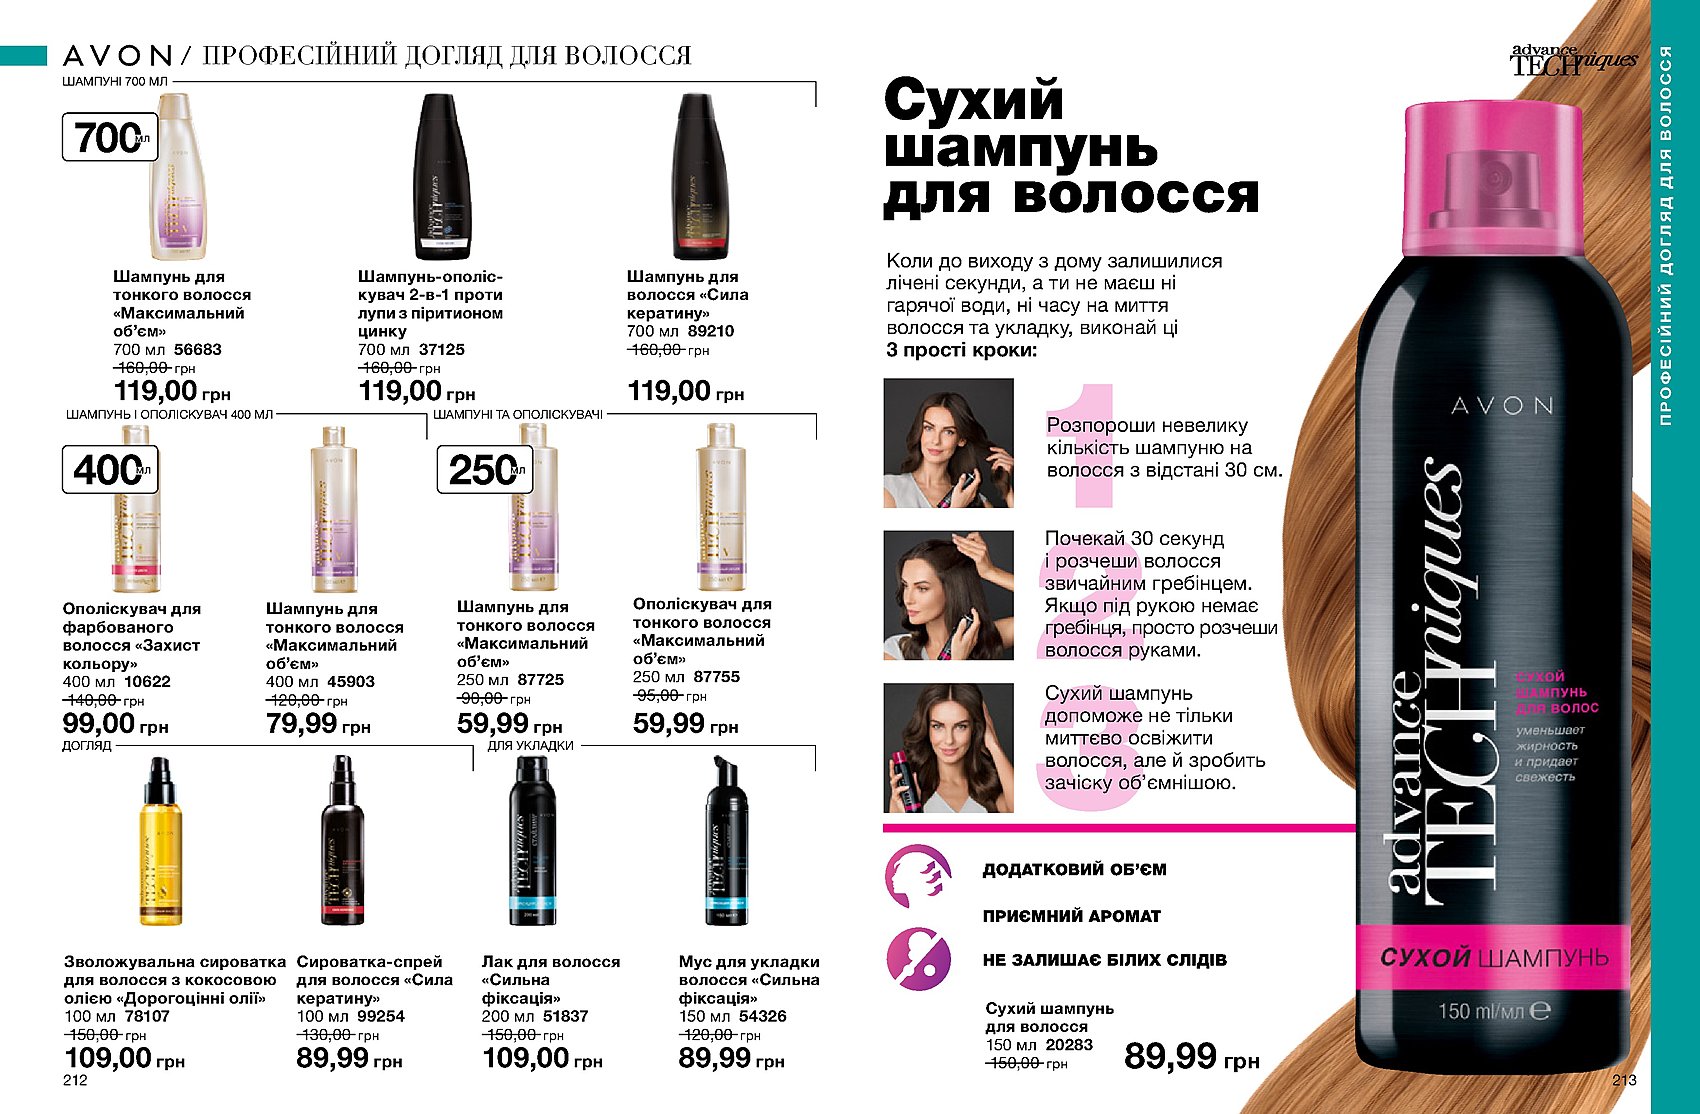 AVON / ПРОФЕСІЙНИЙ ДОГЛЯД ДЛЯ ВОЛОССЯ
ШАМПУНІ 700 МЛ
700 мл
Шампунь для
тонкого волосся
«Максимальний
об’єм»
700 мл 56683
160,00 грн
119,00 грн
Шампунь-ополіс-
кувач 2-в-1 проти
лупи з піритионом
цинку
700 мл 37125
160,00 грн
119,00 грн
Шампунь для
волосся «Сила
кератину»
700 мл 89210
160,00 грн
119,00 грн
ШАМПУНЬ І ОПОЛІСКУВАЧ 400 МЛ
400 мл
Ополіскувач для
фарбованого
волосся «Захист
кольору»
400 мл 10622
140,00 грн
99,00 грн
Шампунь для
тонкого волосся
«Максимальний
об’єм»
400 мл 45903
120,00 грн
79,99 грн
ШАМПУНІ ТА ОПОЛІСКУВАЧІ
250 мл
Шампунь для
тонкого волосся
«Максимальний
об’єм»
250 мл 87725
90,00 грн
59,99 грн
Ополіскувач для
тонкого волосся
«Максимальний
об’єм»
250 мл 87755
95,00 грн
59,99 грн
ДОГЛЯД
Зволожувальна сироватка
для волосся з кокосовою
олією «Дорогоцінні олії»
100 мл 78107
150,00 грн
109,00 грн
Сироватка-спрей
для волосся «Сила
кератину»
100 мл 99254
130,00 грн
89,99 грн
ДЛЯ УКЛАДКИ
Лак для волосся
«Сильна
фіксація»
200 мл 51837
150,00 грн
109,00 грн
Мус для укладки
волосся «Сильна
фіксація»
150 мл 54326
120,00 грн
89,99 грн
212
advance
TECHniques
Сухий
шампунь
для волосся
Коли до виходу з дому залишилися
лічені секунди, а ти не маєш ні
гарячої води, ні часу на миття
волосся та укладку, виконай ці
3 прості кроки:
1
Розпороши невелику
кількість шампуню на
волосся з відстані 30 см.
2
Почекай 30 секунд
і розчеши волосся
звичайним гребінцем.
Якщо під рукою немає
гребінця, просто розчеши
волосся руками.
3
Сухий шампунь
допоможе не тільки
миттєво освіжити
волосся, але й зробить
зачіску об’ємнішою.
ДОДАТКОВИЙ ОБ’ЄМ
ПРИЄМНИЙ АРОМАТ
НЕ ЗАЛИШАЄ БІЛИХ СЛІДІВ
Сухий шампунь
для волосся
150 мл 20283
150,00 грн
89,99 грн
AVON
advance
TECHniques
СУХОЙ
ШАМПУНЬ
ДЛЯ ВОЛОС
уменьшает
жирность
и придает
свежесть
СУХОЙ ШАМПУНЬ
150 ml/мл e
ПРОФЕСІЙНИЙ ДОГЛЯД ДЛЯ ВОЛОССЯ
213